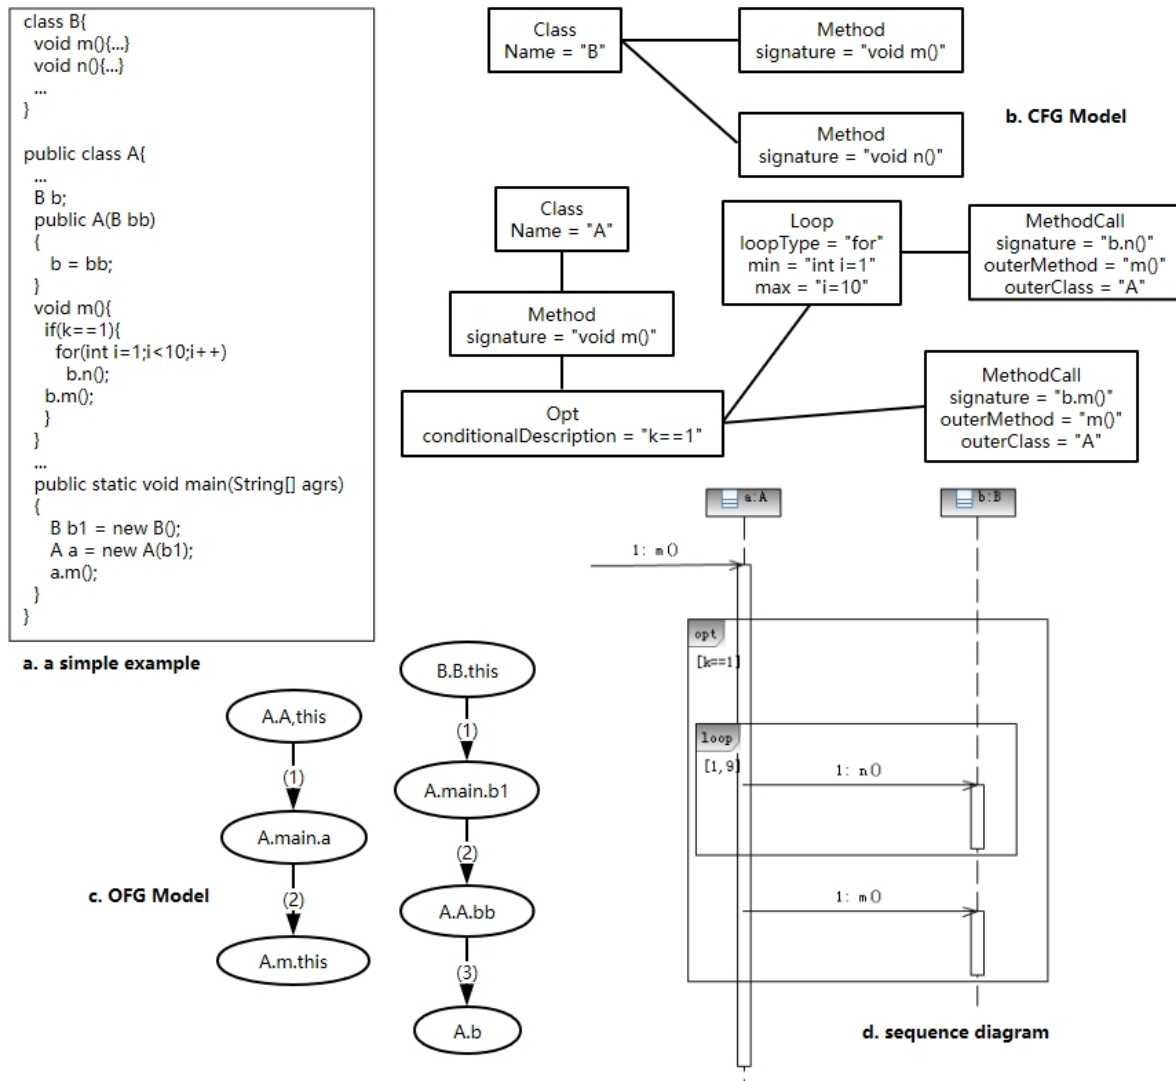 class B{
void m(){...}
void n(){...}
...
}
public class A{
...
B b;
public A(B bb)
{
b = bb;
}
void m(){
if(k==1){
for(int i=1;i<10;i++)
b.n();
b.m();
}
}
...
public static void main(String[] agrs)
{
B b1 = new B();
A a = new A(b1);
a.m();
}
}
a. a simple example
Class
Name = "B"
Method
signature = "void m()"
Method
signature = "void n()"
b. CFG Model
Class
Name = "A"
Method
signature = "void m()"
Opt
conditionalDescription = "k==1"
Loop
loopType = "for"
min = "int i=1"
max = "i=10"
MethodCall
signature = "b.n()"
outerMethod = "m()"
outerClass = "A"
MethodCall
signature = "b.m()"
outerMethod = "m()"
outerClass = "A"
A.A,this
(1)
A.main.a
(2)
A.m.this
B.B.this
(1)
A.main.b1
(2)
A.A.bb
(3)
A.b
c. OFG Model
a:A
b:B
1: m()
opt
[k==1]
loop
[1,9]
1: n()
1: m()
d. sequence diagram